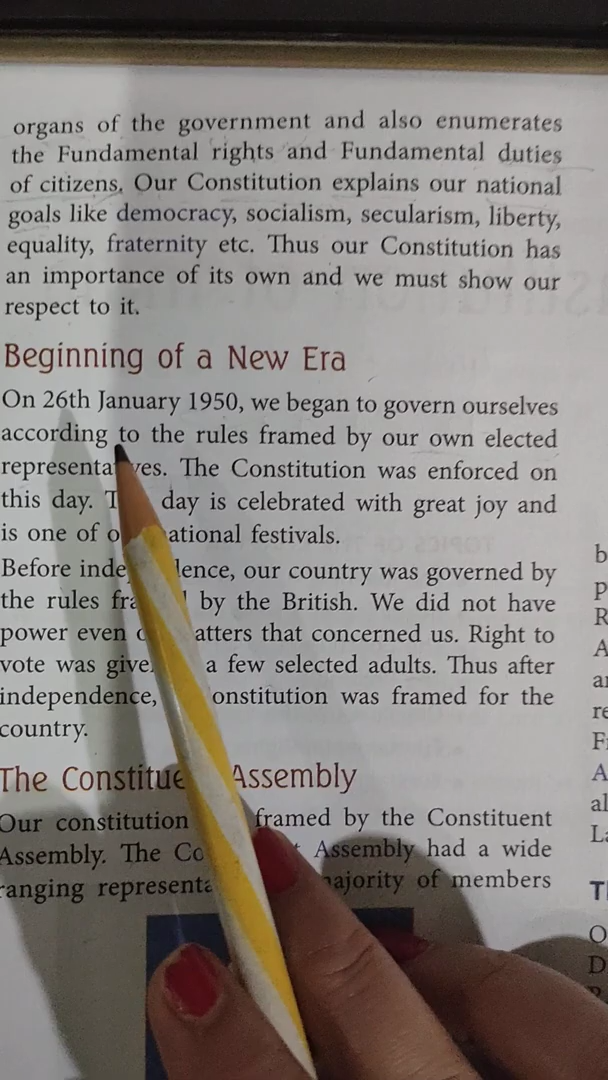 organs of the government and also enumerates
the Fundamental rights and Fundamental duties
of citizens. Our Constitution explains our national
goals like democracy, socialism, secularism, liberty,
equality, fraternity etc. Thus our Constitution has
an importance of its own and we must show our
respect to it.
Beginning of a New Era
On 26th January 1950, we began to govern ourselves
according to the rules framed by our own elected
representatives. The Constitution was enforced on
this day. day is celebrated with great joy and
is one of national festivals.
Before independence, our country was governed by
the rules by the British. We did not have
power even matters that concerned us. Right to
vote was a few selected adults. Thus after
independence, Constitution was framed for the
country.
The Constituent Assembly
Our constitution framed by the Constituent
Assembly. The Assembly had a wide
ranging majority of members